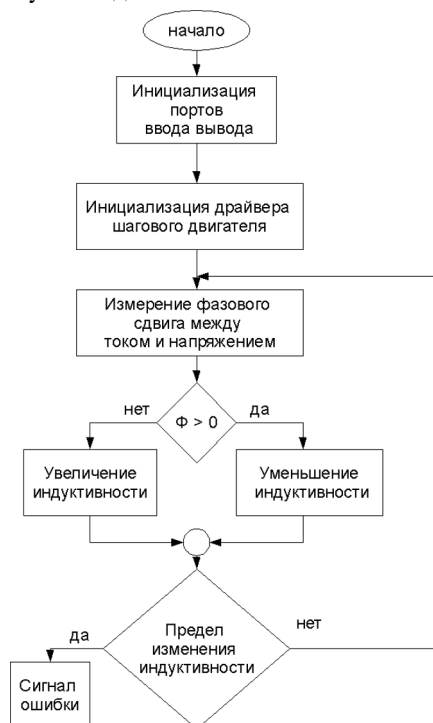 начало
Инициализация
портов
ввода вывода
Инициализация драйвера
шагового двигателя
Измерение фазового
сдвига между
током и напряжением
нет
Ф > 0
да
Увеличение
индуктивности
Уменьшение
индуктивности
да
Предел
изменения
индуктивности
нет
Сигнал
ошибки